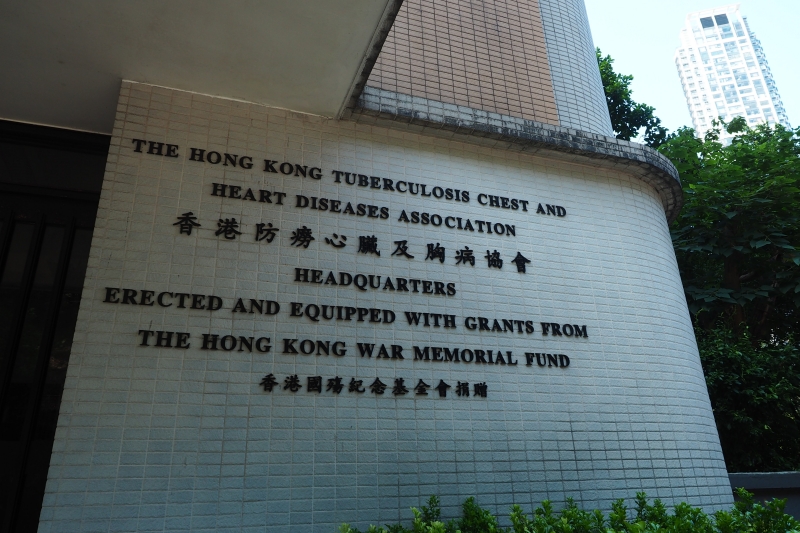 THE HONG KONG TUBERCULOSIS CHEST AND
HEART DISEASES ASSOCIATION
香港防癆心臟及胸病協會
HEADQUARTERS
ERECTED AND EQUIPPED WITH GRANTS FROM
THE HONG KONG WAR MEMORIAL FUND
香港國殤紀念基金會捐贈